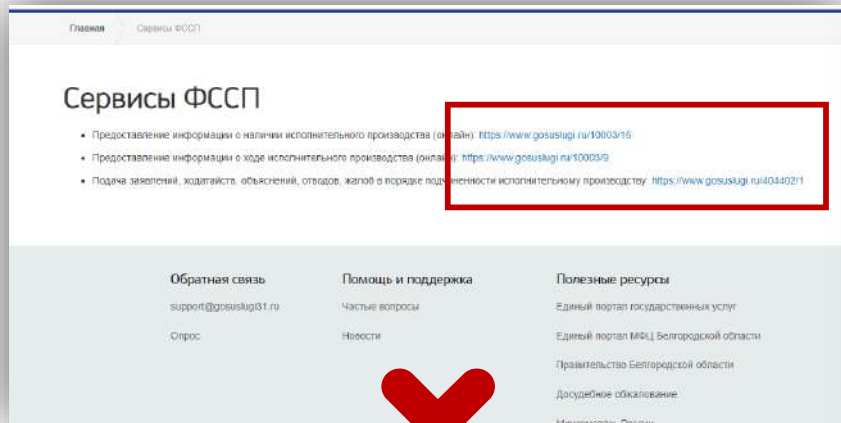 Главная
Сервисы ФССП
Сервисы ФССП
• Предоставление информации о наличии исполнительного производства (онлайн): https://www.gosuslugi.ru/10003/16
• Предоставление информации о ходе исполнительного производства (онлайн): https://www.gosuslugi.ru/10003/9
• Подача заявлений, ходатайств, объяснений, отводов, жалоб в порядке подчиненности исполнительному производству: https://www.gosuslugi.ru/404402/1
Обратная связь
support@gosuslugi31.ru
Опрос
Помощь и поддержка
Частые вопросы
Новости
Полезные ресурсы
Единый портал государственных услуг
Единый портал МФЦ Белгородской области
Правительство Белгородской области
Досудебное обжалование